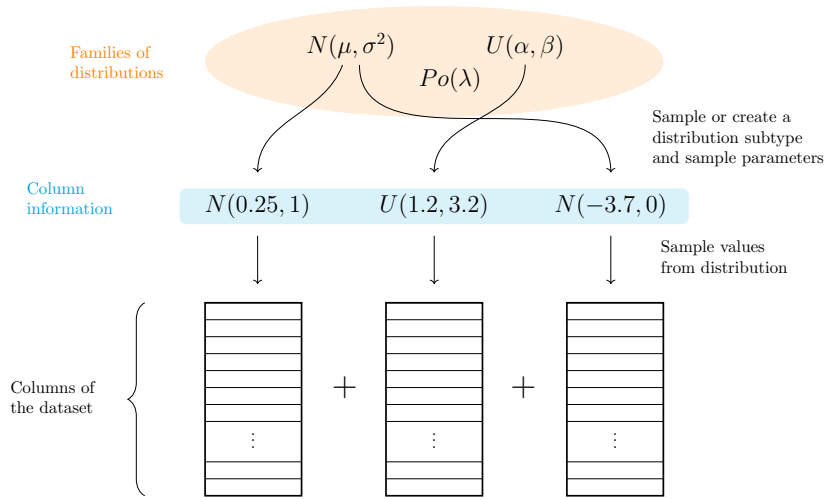 Families of
distributions
N(μ, σ²)
U(α, β)
Po(λ)
Sample or create a
distribution subtype
and sample parameters
Column
information
N(0.25, 1)
U(1.2, 3.2)
N(−3.7, 0)
Sample values
from distribution
Columns of
the dataset
⋮
+
⋮
+
⋮